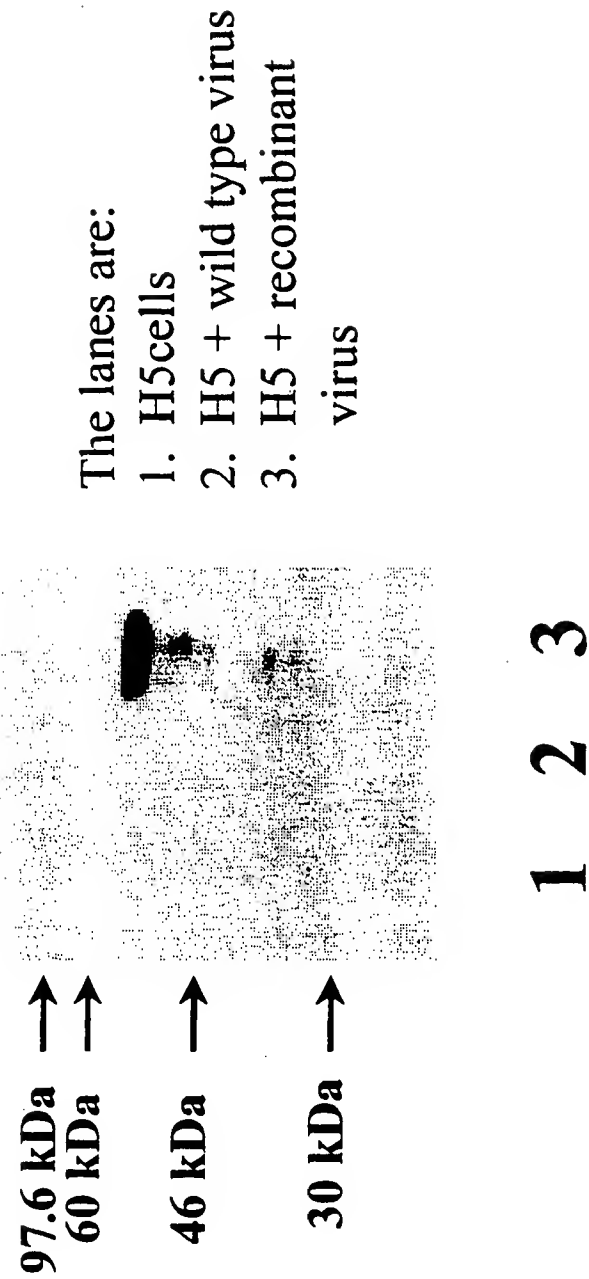 97.6 kDa
60 kDa
46 kDa
30 kDa
1 2 3
The lanes are:
1. H5cells
2. H5 + wild type virus
3. H5 + recombinant
virus